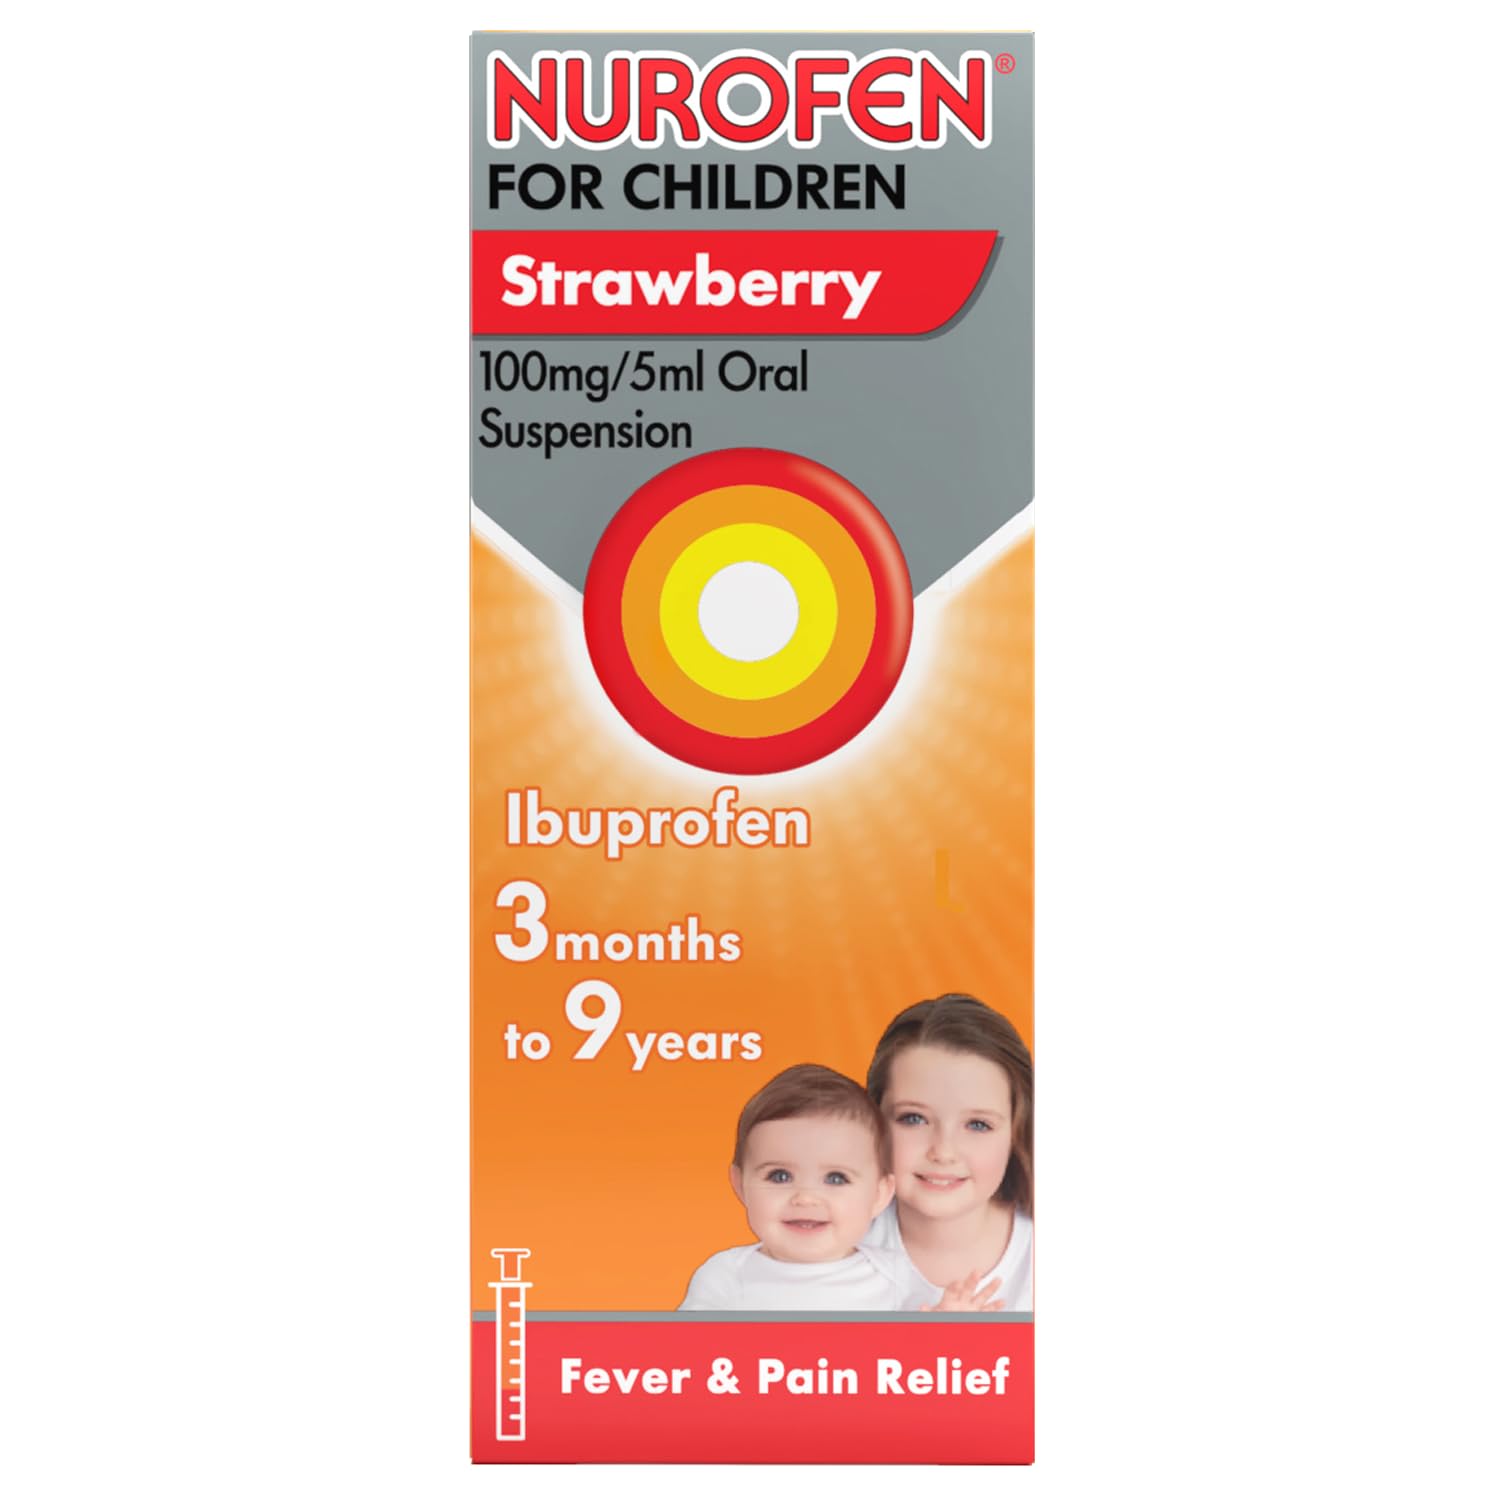 NUROFEN®
FOR CHILDREN
Strawberry
100mg/5ml Oral
Suspension
Ibuprofen
3 months
to 9 years
Fever & Pain Relief